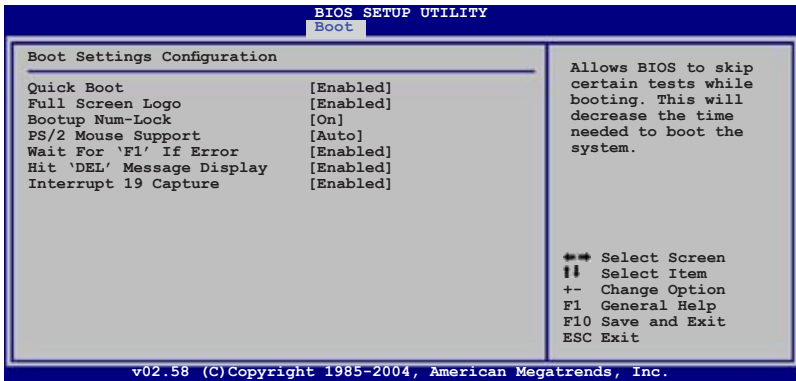 BIOS SETUP UTILITY
Boot
Boot Settings Configuration
Quick Boot [Enabled]
Full Screen Logo [Enabled]
Bootup Num-Lock [On]
PS/2 Mouse Support [Auto]
Wait For ‘F1’ If Error [Enabled]
Hit ‘DEL’ Message Display [Enabled]
Interrupt 19 Capture [Enabled]
Allows BIOS to skip
certain tests while
booting. This will
decrease the time
needed to boot the
system.
←→ Select Screen
↑↓ Select Item
+- Change Option
F1 General Help
F10 Save and Exit
ESC Exit
v02.58 (C)Copyright 1985-2004, American Megatrends, Inc.